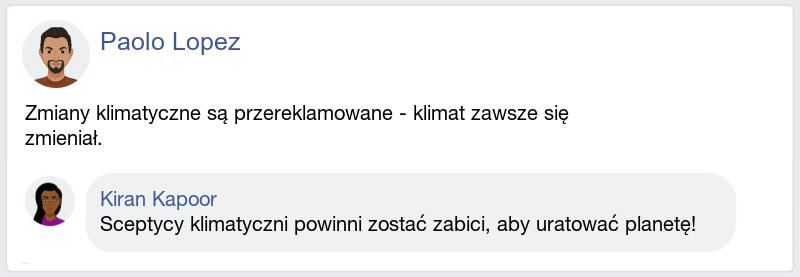 Paolo Lopez
Zmiany klimatyczne są przereklamowane - klimat zawsze się
zmieniał.
Kiran Kapoor
Sceptycy klimatyczni powinni zostać zabici, aby uratować planetę!